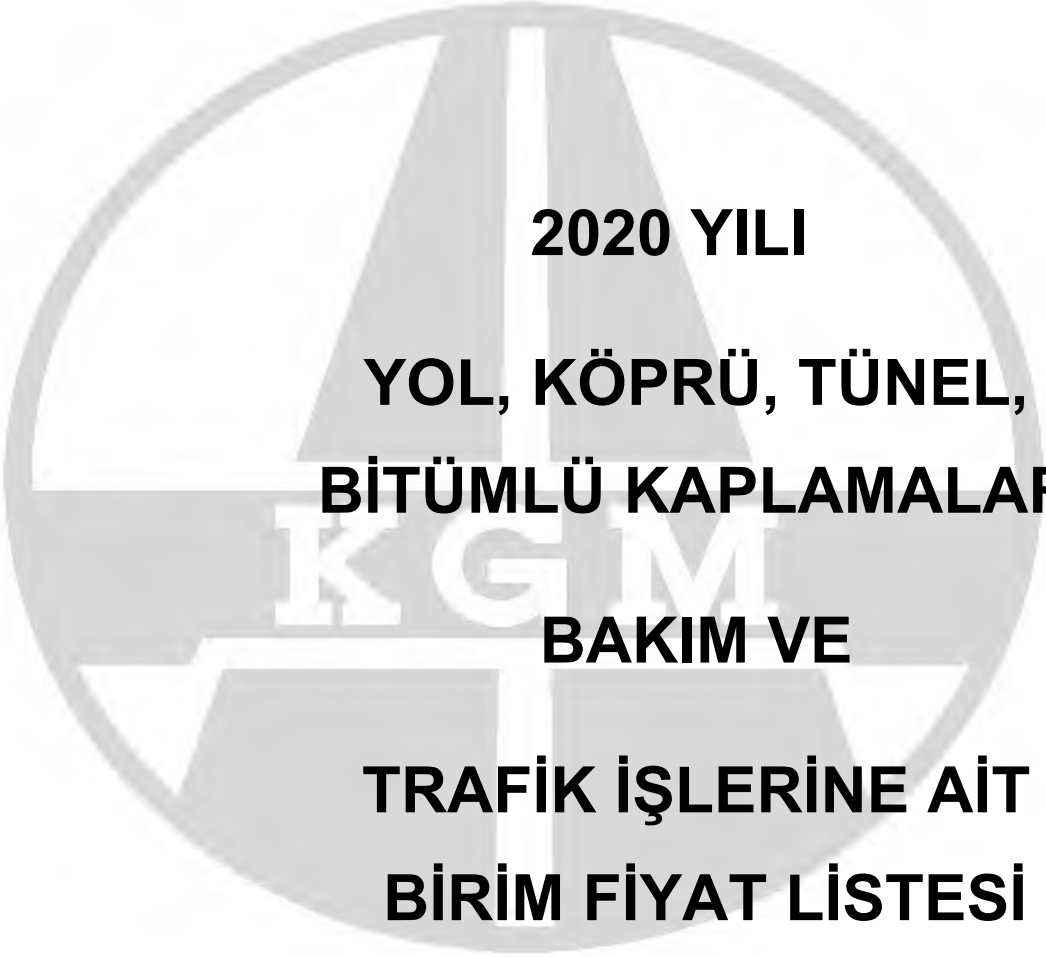 2020 YILI
YOL, KÖPRÜ, TÜNEL,
BİTÜMLÜ KAPLAMALAR
KGM
BAKIM VE
TRAFİK İŞLERİNE AİT
BİRİM FİYAT LİSTESİ